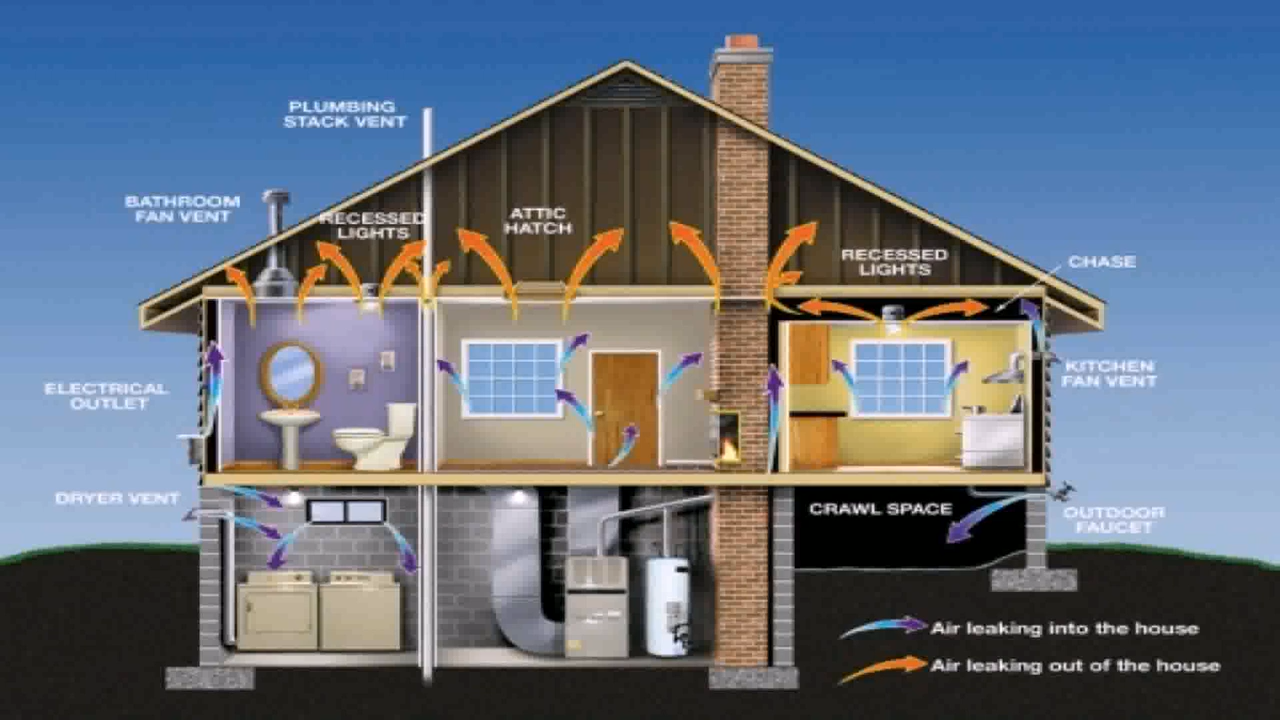 PLUMBING
STACK VENT
BATHROOM
FAN VENT
RECESSED
LIGHTS
ATTIC
HATCH
RECESSED
LIGHTS
CHASE
ELECTRICAL
OUTLET
KITCHEN
FAN VENT
DRYER VENT
CRAWL SPACE
OUTDOOR
FAUCET
Air leaking into the house
Air leaking out of the house